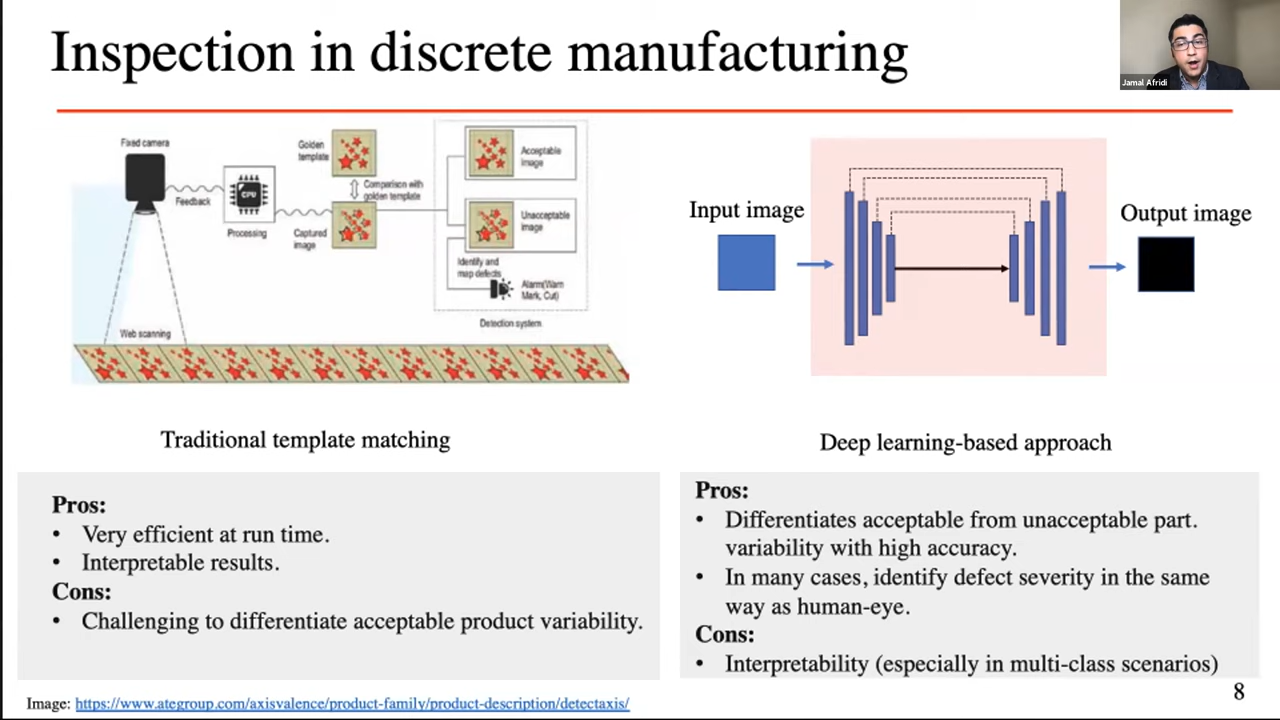 Inspection in discrete manufacturing
Jamal Afridi
Fixed camera
Feedback
CPU
Processing
Golden
template
Comparison with
golden template
Captured
image
Acceptable
image
Unacceptable
image
Identify and
map defects
Alarm(Warn
Mark, Cut)
Detection system
Web scanning
Traditional template matching
Input image
Output image
Deep learning-based approach
Pros:
• Very efficient at run time.
• Interpretable results.
Cons:
• Challenging to differentiate acceptable product variability.
Pros:
• Differentiates acceptable from unacceptable part.
variability with high accuracy.
• In many cases, identify defect severity in the same
way as human-eye.
Cons:
• Interpretability (especially in multi-class scenarios)
Image: https://www.ategroup.com/axisvalence/product-family/product-description/detectaxis/
8